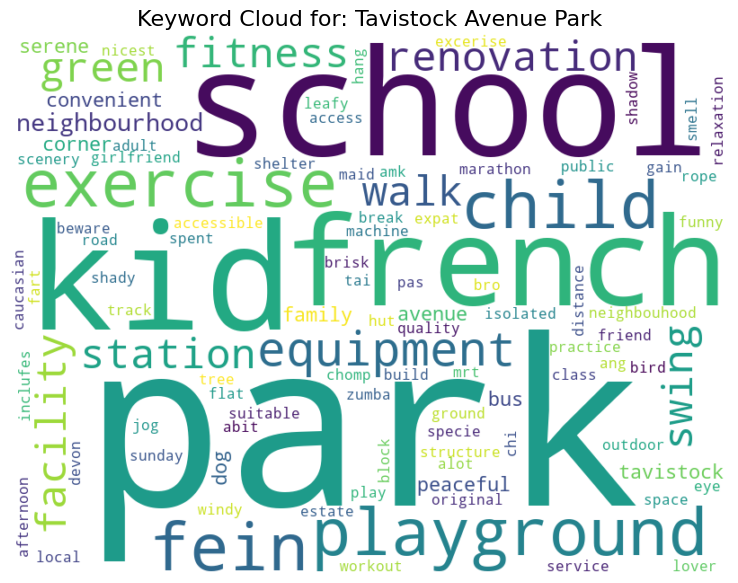 Keyword Cloud for: Tavistock Avenue Park
serene
nicest
fitness
hang
excerise
renovation
school
shadow
smell
relaxation
green
convenient
leafy
access
neighbourhood
corner
adult
scenery
girlfriend
shelter
maid
amk
marathon
public
gain
rope
exercise
walk
child
kid
french
beware
road
accessible
spent
break
expat
machine
funny
caucasian
fart
shady
brisk
tai
pas
bro
distance
track
family
hut
avenue
quality
isolated
neighbouhood
friend
station
equipment
practice
swing
includes
facility
tree
flat
chomp
build
mrt
class
ang
bird
park
zumba
bus
suitable
abit
ground
jog
specie
sunday
dog
structure
alot
chi
outdoor
devon
block
play
peaceful
tavistock
eye
space
original
afternoon
windy
estate
local
fein
playground
workout
service
lover